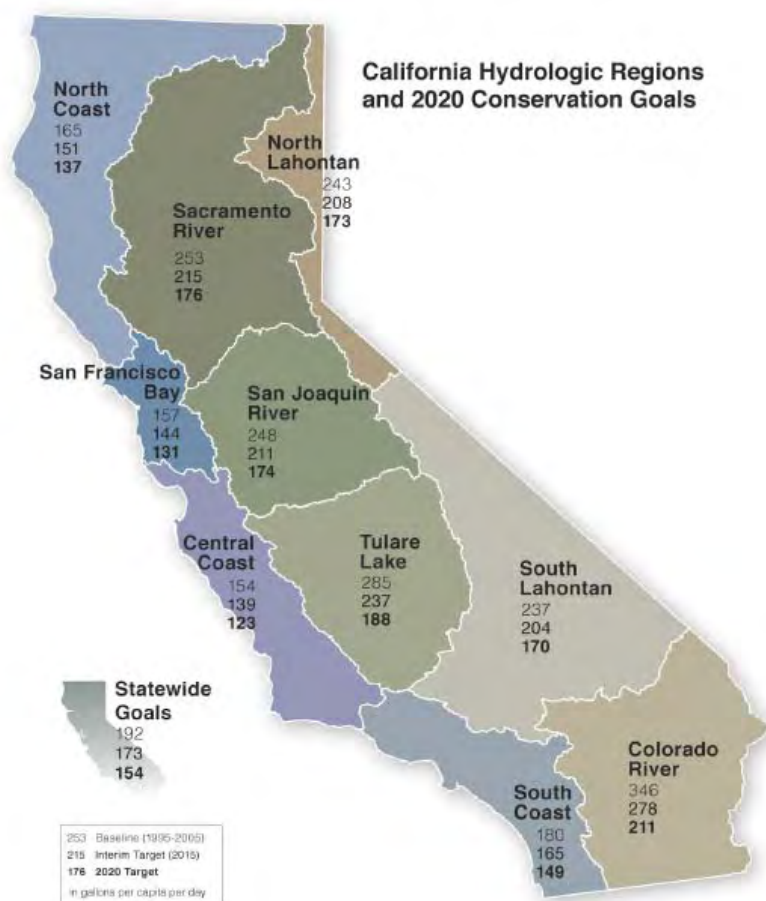 California Hydrologic Regions
and 2020 Conservation Goals
North
Coast
165
151
137
North
Lahontan
243
208
173
Sacramento
River
253
215
176
San Francisco
Bay
157
144
131
San Joaquin
River
248
211
174
Central
Coast
154
139
123
Tulare
Lake
285
237
188
South
Lahontan
237
204
170
Statewide
Goals
192
173
154
Colorado
River
346
278
211
South
Coast
180
165
149
253 Baseline (1995-2005)
215 Interim Target (2015)
176 2020 Target
in gallons per capita per day